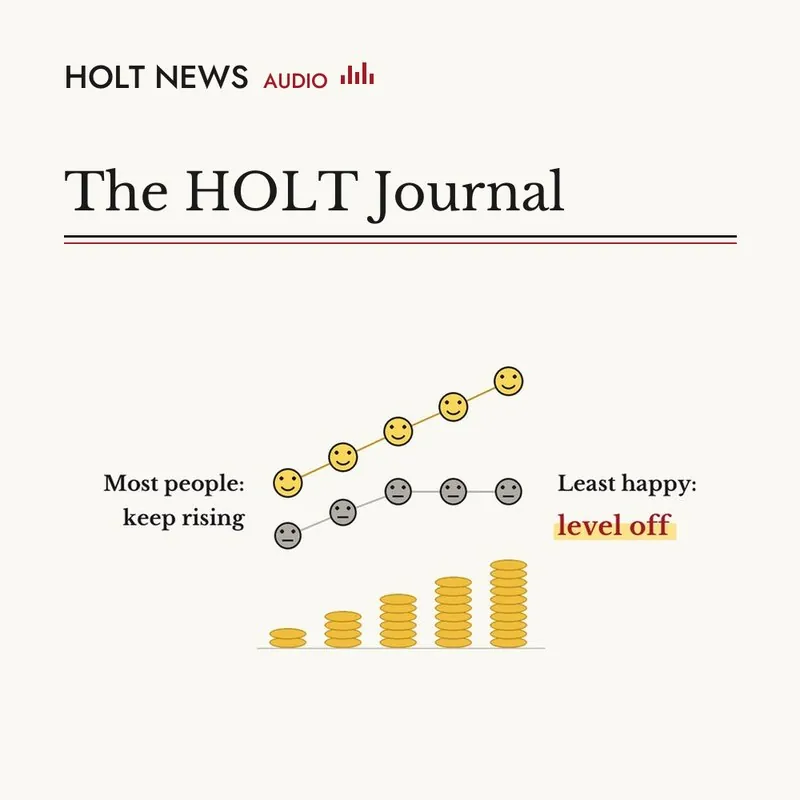 HOLT NEWS AUDIO
The HOLT Journal
Most people:
keep rising
Least happy:
level off